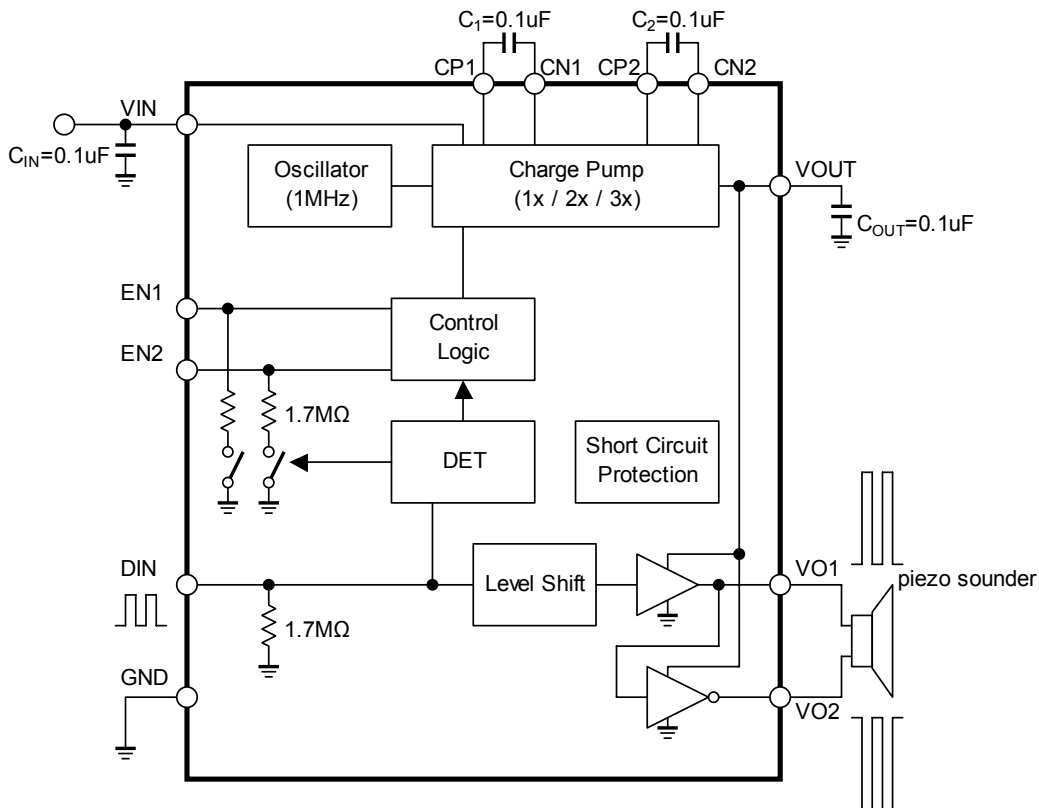 C1=0.1uF
C2=0.1uF
CP1
CN1
CP2
CN2
VIN
CIN=0.1uF
Oscillator
(1MHz)
Charge Pump
(1x / 2x / 3x)
VOUT
COUT=0.1uF
EN1
Control
Logic
EN2
1.7MΩ
DET
Short Circuit
Protection
DIN
Level Shift
VO1
piezo sounder
1.7MΩ
GND
VO2